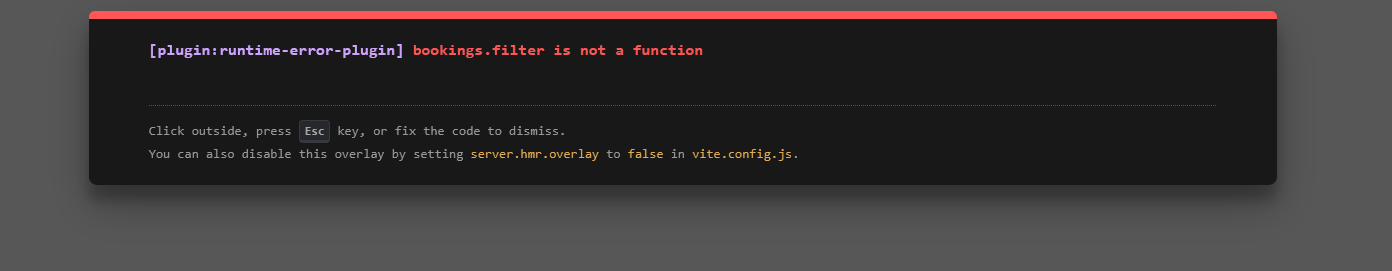 [plugin:runtime-error-plugin] bookings.filter is not a function
Click outside, press Esc key, or fix the code to dismiss.
You can also disable this overlay by setting server.hmr.overlay to false in vite.config.js.